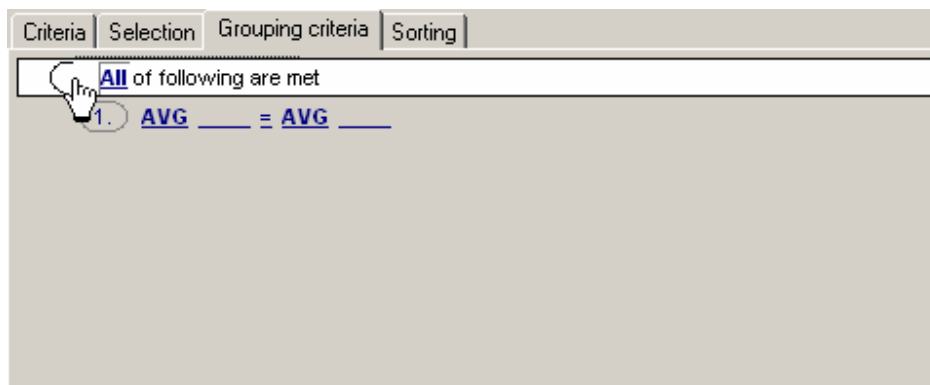 Criteria Selection Grouping criteria Sorting
All of following are met
1. AVG ____ = AVG ____